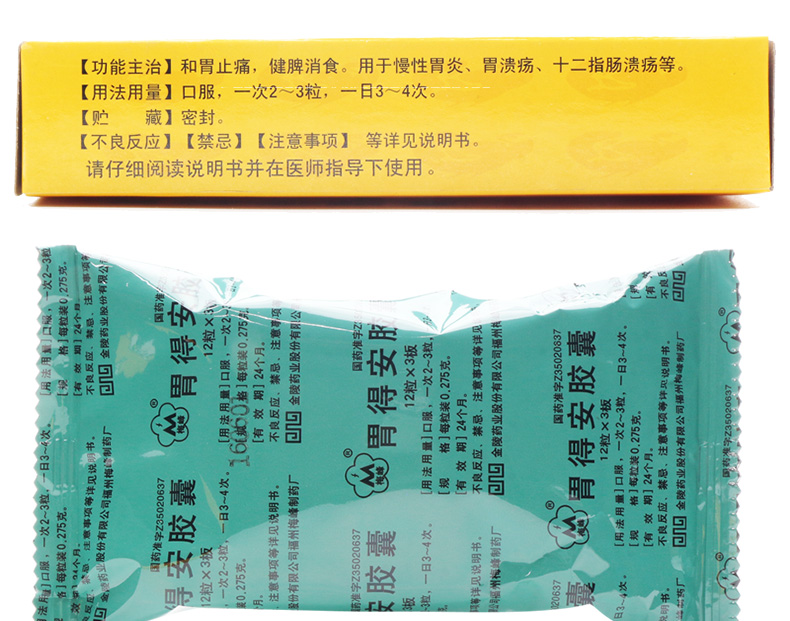 【功能主治】和胃止痛，健脾消食。用于慢性胃炎、胃溃疡、十二指肠溃疡等。
【用法用量】口服，一次2～3粒，一日3～4次。
【贮　　藏】密封。
【不良反应】【禁忌】【注意事项】 等详见说明书。
请仔细阅读说明书并在医师指导下使用。
国药准字Z35020637
胃得安胶囊
12粒×3板
[用法用量]口服，一次2~3粒，一日3~4次。
[规　格]每粒装0.275克。
[有 效 期]24个月。
不良反应、禁忌、注意事项等详见说明书。
金陵药业股份有限公司福州梅峰制药厂
梅峰
®